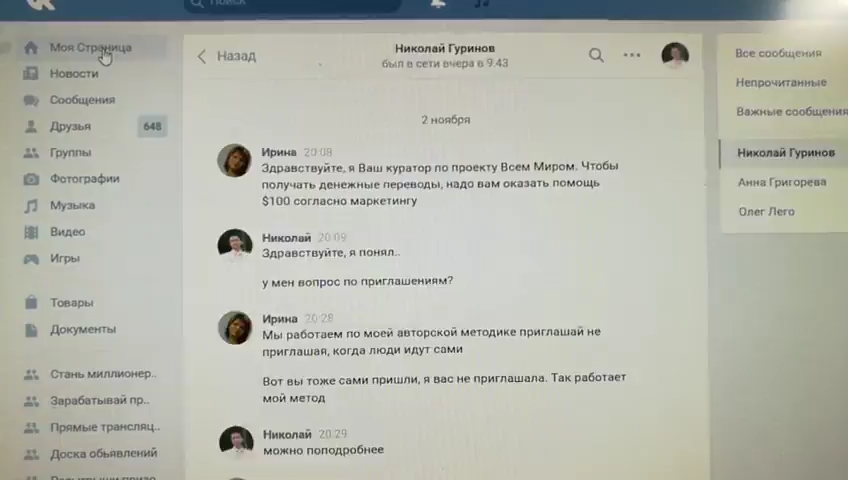 Поиск
Моя Страница
Новости
Сообщения
Друзья 648
Группы
Фотографии
Музыка
Видео
Игры
Товары
Документы
Стань миллионер..
Зарабатывай пр..
Прямые трансляц..
Доска обьявлений
Назад
Николай Гуринов
был в сети вчера в 9.43
2 ноября
Ирина 20:08
Здравствуйте, я Ваш куратор по проекту Всем Миром. Чтобы
получать денежные переводы, надо вам оказать помощь
$100 согласно маркетингу
Николай 20:09
Здравствуйте, я понял..
у мен вопрос по приглашениям?
Ирина 20:28
Мы работаем по моей авторской методике приглашай не
приглашая, когда люди идут сами
Вот вы тоже сами пришли, я вас не приглашала. Так работает
мой метод
Николай 20:29
можно поподробнее
Все сообщения
Непрочитанные
Важные сообщения
Николай Гуринов
Анна Григорева
Олег Лего